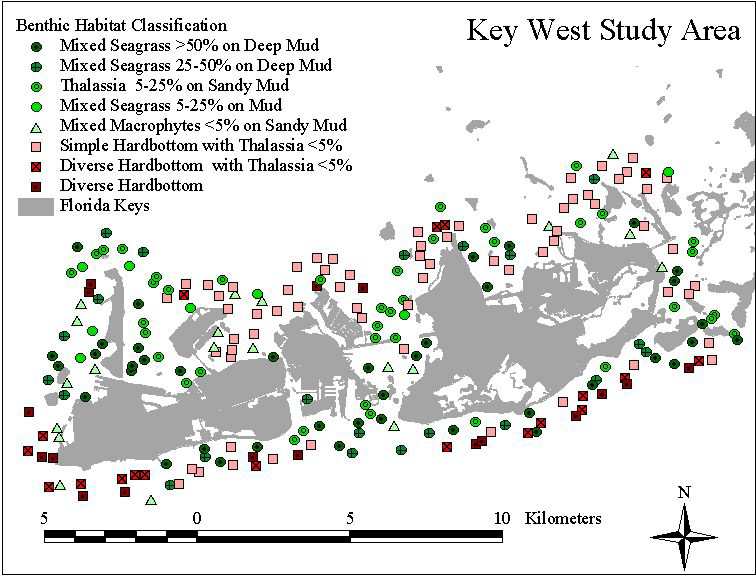 Key West Study Area
Benthic Habitat Classification
Mixed Seagrass >50% on Deep Mud
Mixed Seagrass 25-50% on Deep Mud
Thalassia 5-25% on Sandy Mud
Mixed Seagrass 5-25% on Mud
Mixed Macrophytes <5% on Sandy Mud
Simple Hardbottom with Thalassia <5%
Diverse Hardbottom with Thalassia <5%
Diverse Hardbottom
Florida Keys
N
5 0 5 10 Kilometers